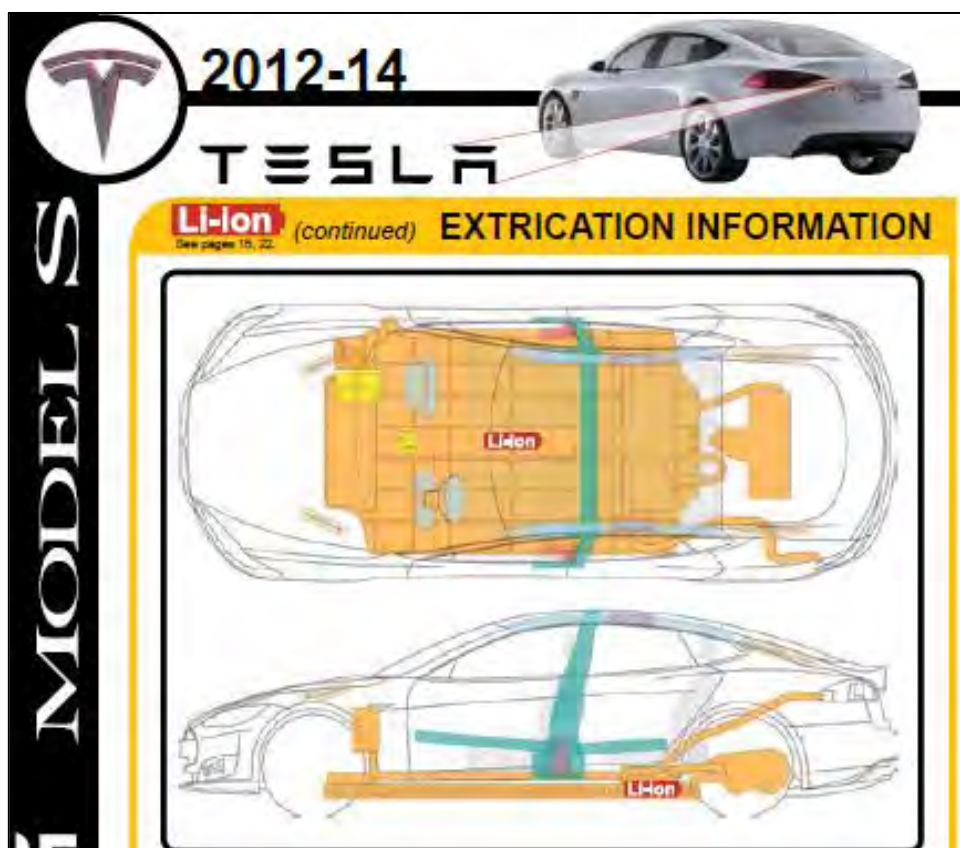 2012-14
TESLA
MODEL S
Li-ion (continued) EXTRICATION INFORMATION
See pages 15, 22.
Li-ion
Li-ion